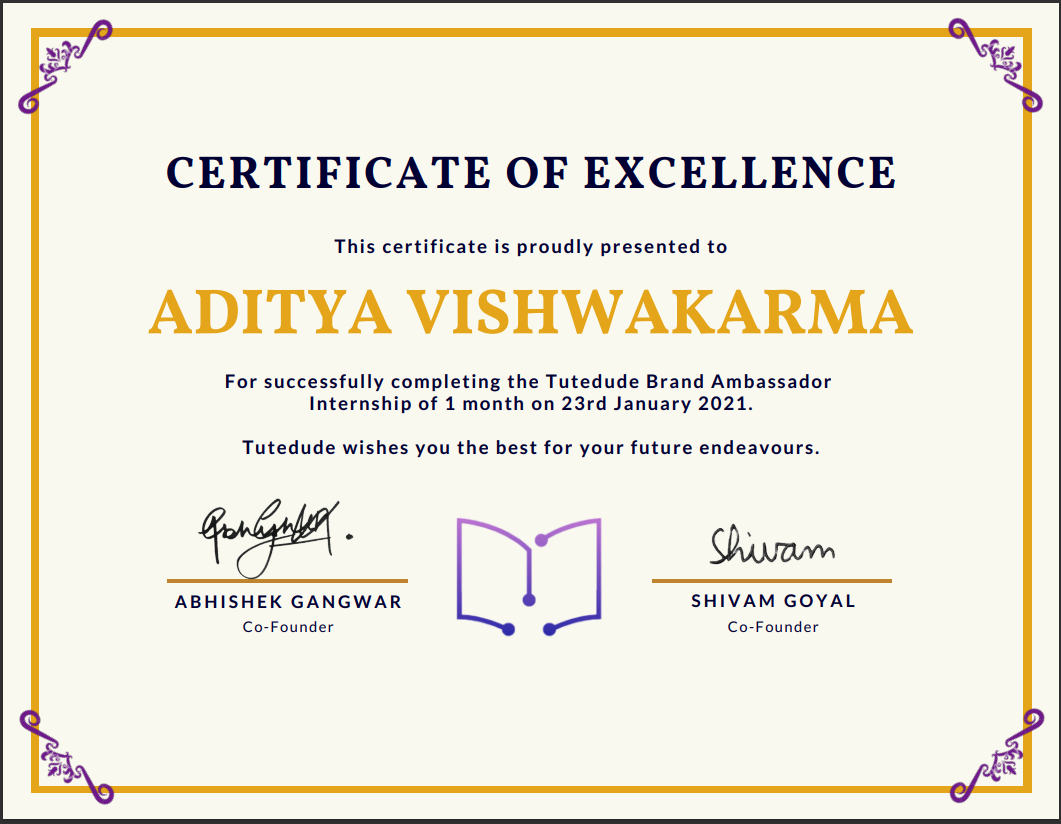 CERTIFICATE OF EXCELLENCE
This certificate is proudly presented to
ADITYA VISHWAKARMA
For successfully completing the Tutedude Brand Ambassador
Internship of 1 month on 23rd January 2021.
Tutedude wishes you the best for your future endeavours.
Shivam
ABHISHEK GANGWAR
Co-Founder
SHIVAM GOYAL
Co-Founder